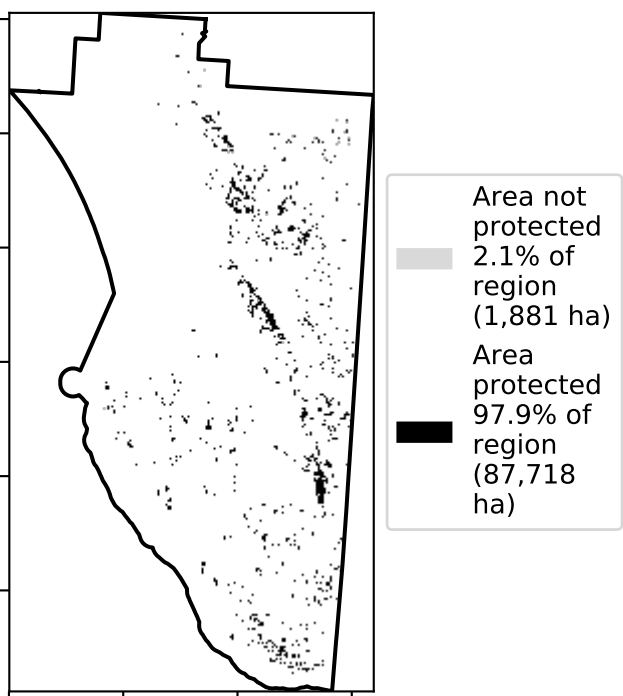 Area not
protected
2.1% of
region
(1,881 ha)
Area
protected
97.9% of
region
(87,718
ha)